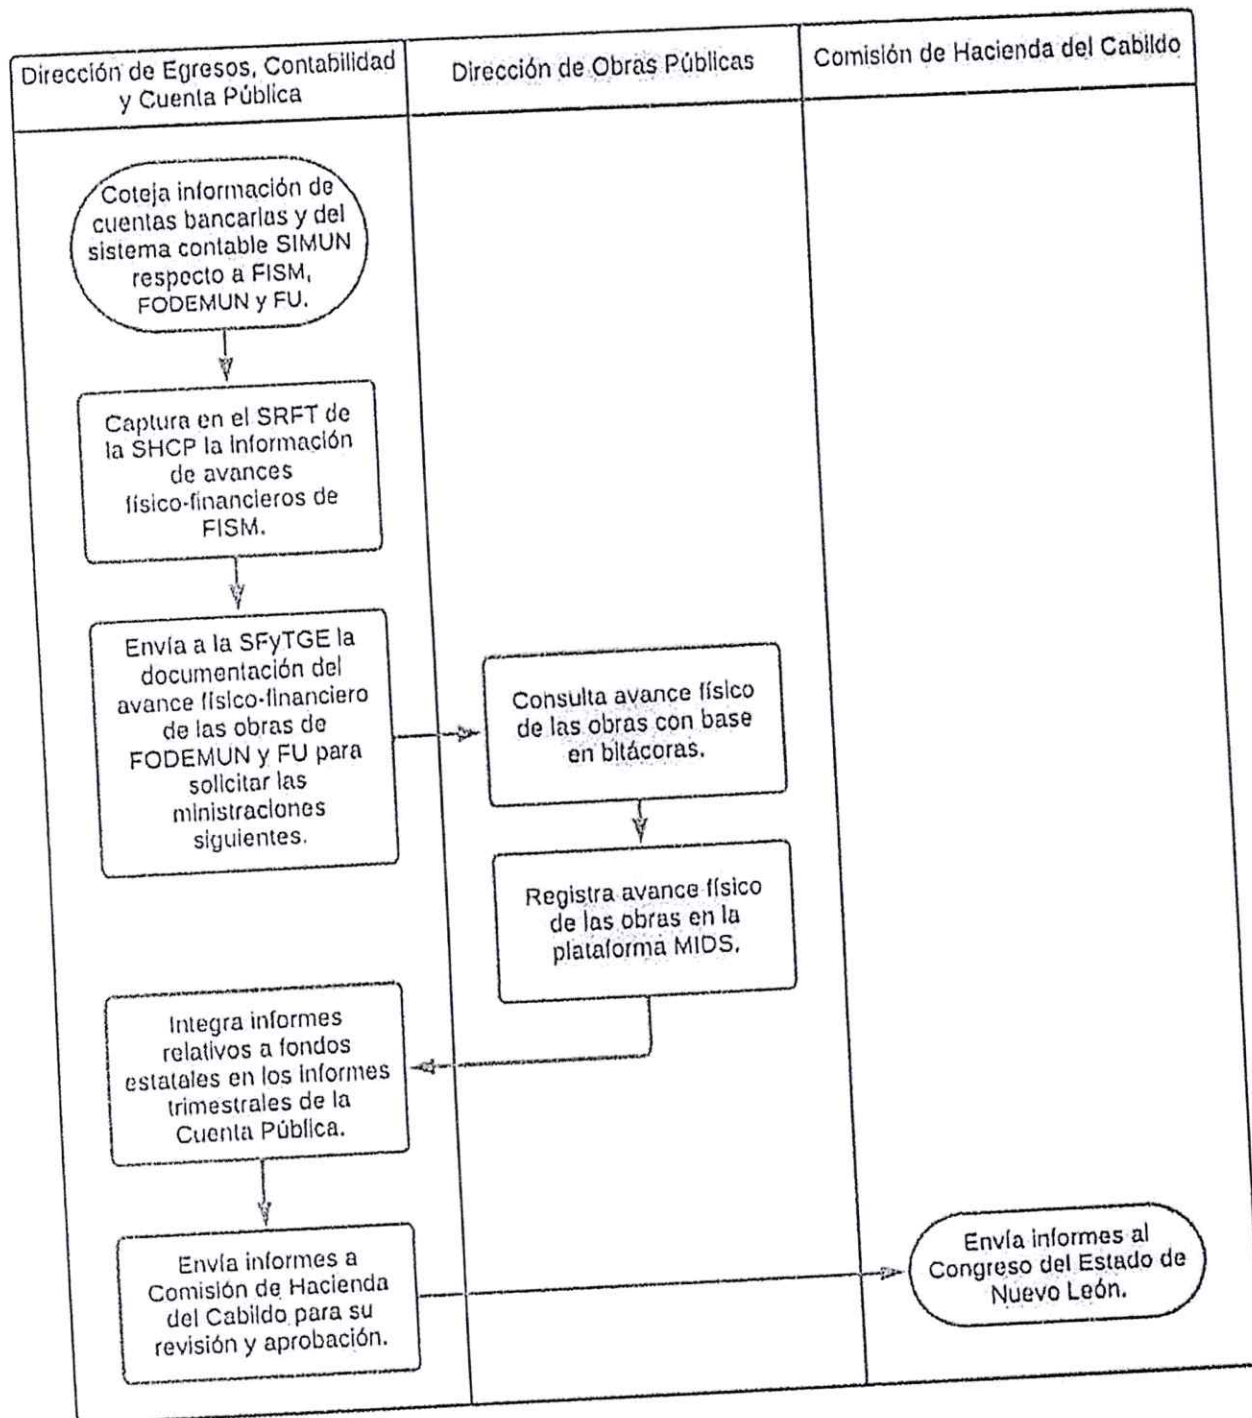 Dirección de Egresos, Contabilidad
y Cuenta Pública
Dirección de Obras Públicas
Comisión de Hacienda del Cabildo
Coteja información de
cuentas bancarias y del
sistema contable SIMUN
respecto a FISM,
FODEMUN y FU.
Captura en el SRFT de
la SHCP la información
de avances
físico-financieros de
FISM.
Envía a la SFyTGE la
documentación del
avance físico-financiero
de las obras de
FODEMUN y FU para
solicitar las
ministraciones
siguientes.
Consulta avance físico
de las obras con base
en bitácoras.
Registra avance físico
de las obras en la
plataforma MIDS.
Integra informes
relativos a fondos
estatales en los informes
trimestrales de la
Cuenta Pública.
Envía informes a
Comisión de Hacienda
del Cabildo para su
revisión y aprobación.
Envía informes al
Congreso del Estado de
Nuevo León.